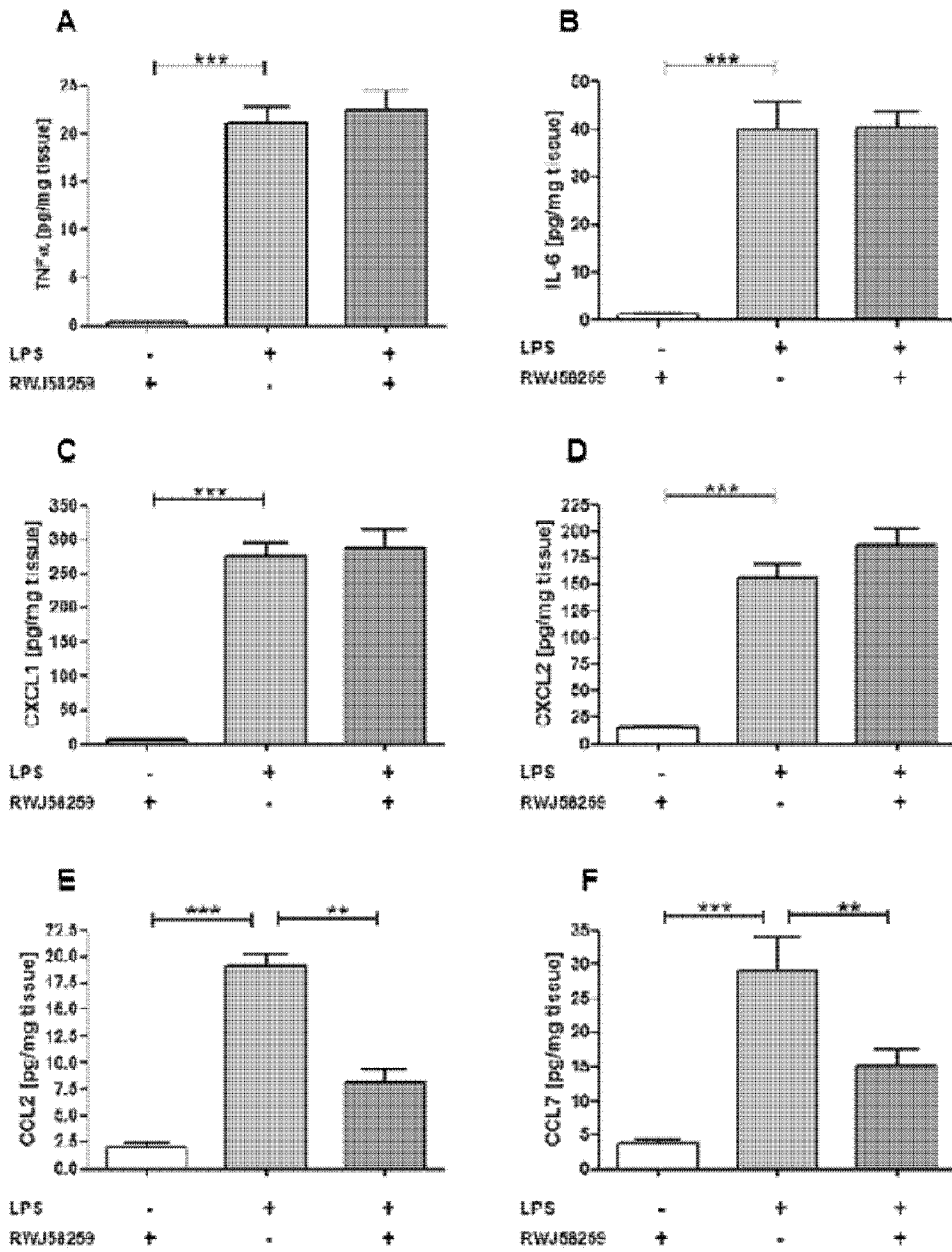 A
B
***
***
TNFα [pg/mg tissue]
25
20
15
10
5
0
IL-6 [pg/mg tissue]
50
40
30
20
10
0
LPS - + +
RWJ58259 + - +
LPS - + +
RWJ58259 + - +
C
D
***
***
CXCL1 [pg/mg tissue]
350
300
250
200
150
100
50
0
CXCL2 [pg/mg tissue]
225
200
175
150
125
100
75
50
25
0
LPS - + +
RWJ58259 + - +
LPS - + +
RWJ58259 + - +
E
F
*** **
*** **
CCL2 [pg/mg tissue]
22.5
20.0
17.5
15.0
12.5
10.0
7.5
5.0
2.5
0.0
CCL7 [pg/mg tissue]
35
30
25
20
15
10
5
0
LPS - + +
RWJ58259 + - +
LPS - + +
RWJ58259 + - +